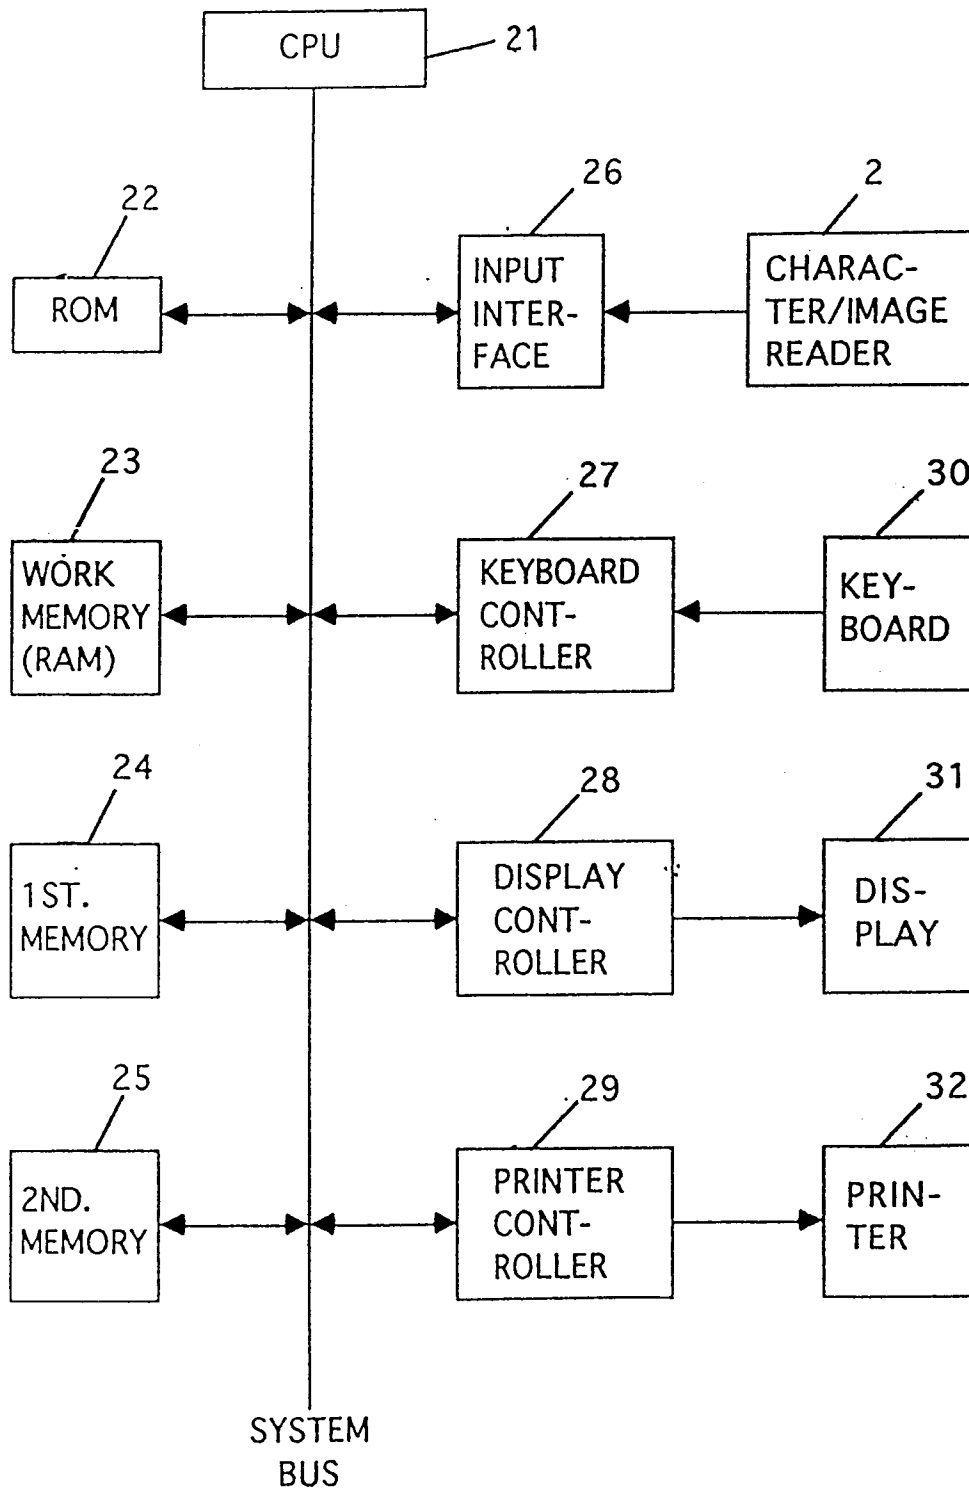 CPU
21
22
ROM
26
INPUT
INTER-
FACE
2
CHARAC-
TER/IMAGE
READER
23
WORK
MEMORY
(RAM)
27
KEYBOARD
CONT-
ROLLER
30
KEY-
BOARD
24
1ST.
MEMORY
28
DISPLAY
CONT-
ROLLER
31
DIS-
PLAY
25
2ND.
MEMORY
29
PRINTER
CONT-
ROLLER
32
PRIN-
TER
SYSTEM
BUS